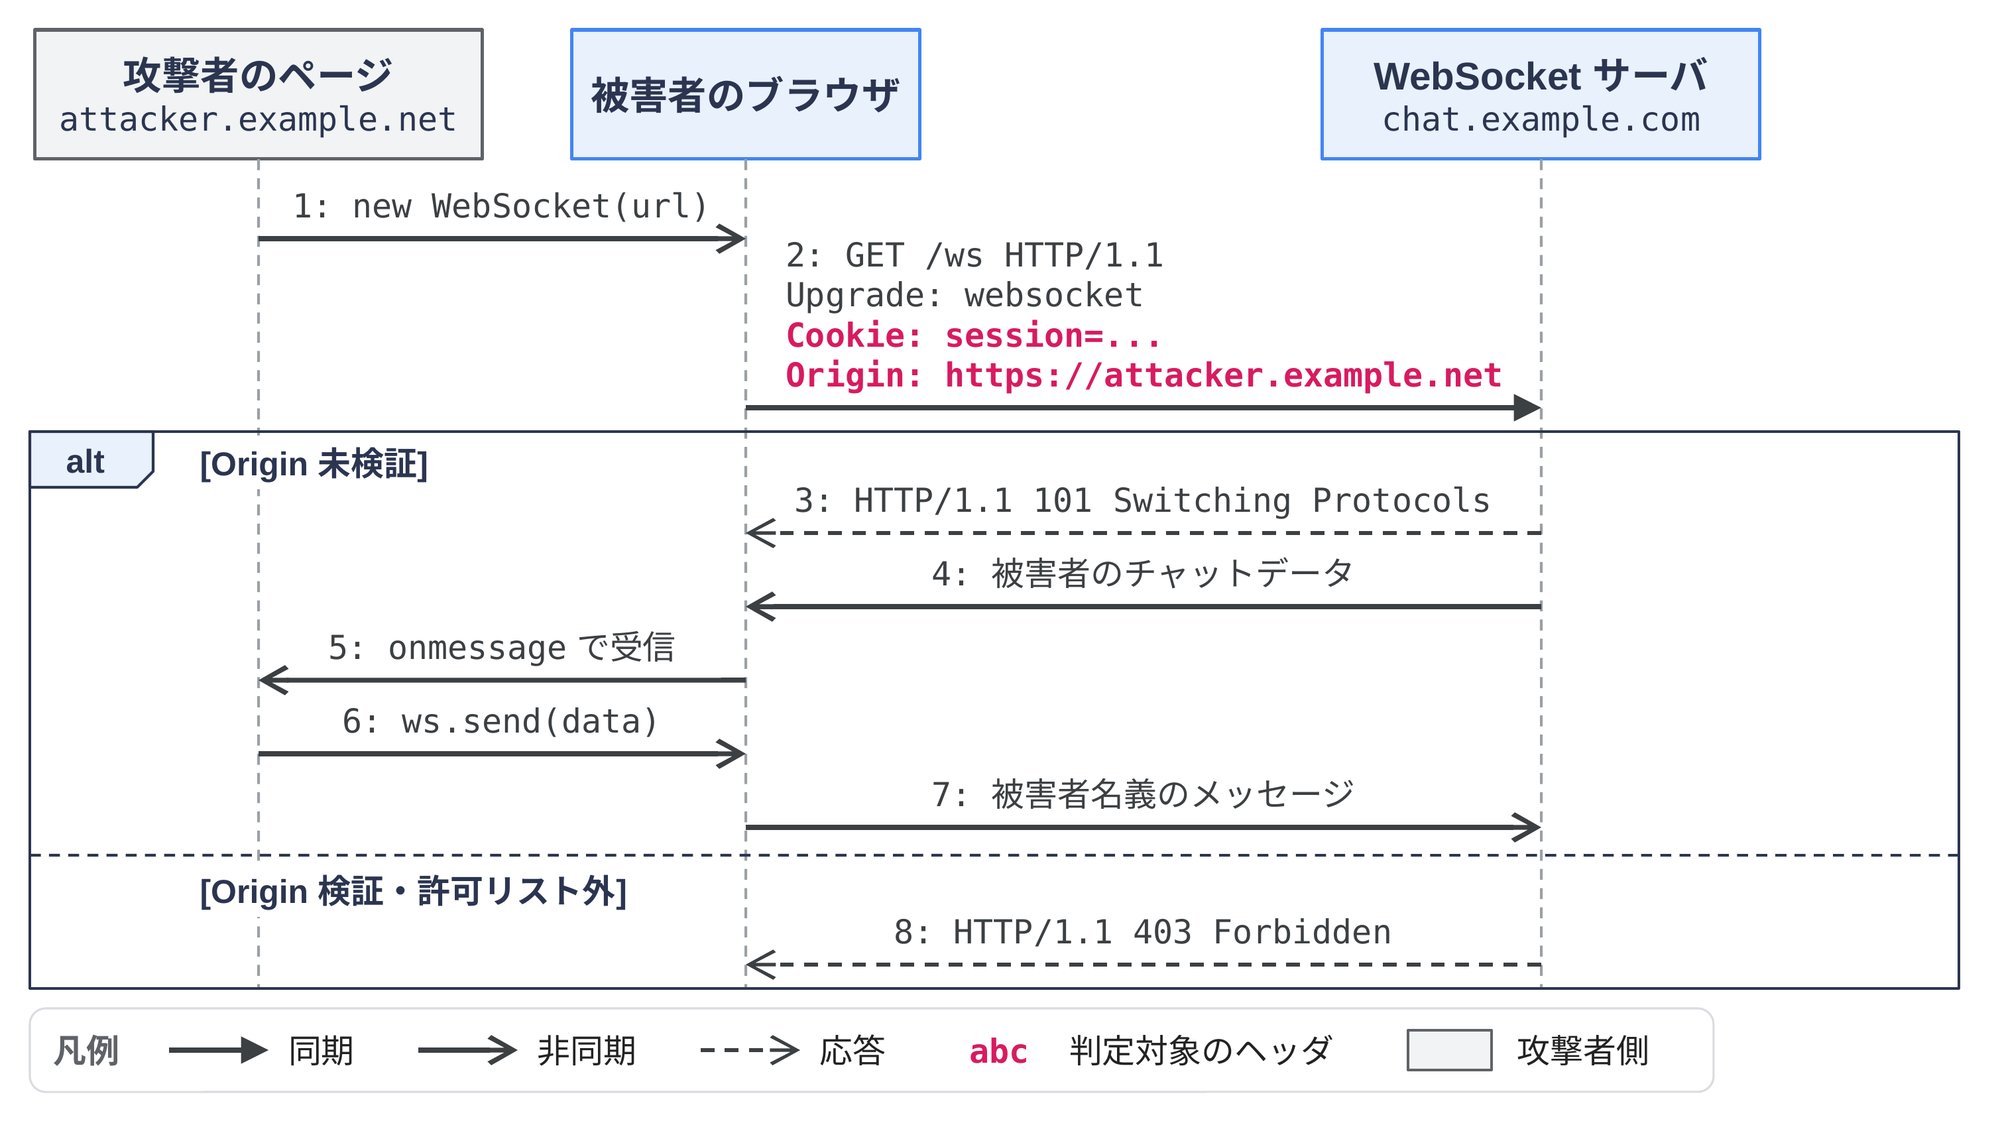 攻撃者のページ
attacker.example.net
被害者のブラウザ
WebSocket サーバ
chat.example.com
1: new WebSocket(url)
2: GET /ws HTTP/1.1
Upgrade: websocket
Cookie: session=...
Origin: https://attacker.example.net
alt
[Origin 未検証]
3: HTTP/1.1 101 Switching Protocols
4: 被害者のチャットデータ
5: onmessage で受信
6: ws.send(data)
7: 被害者名義のメッセージ
[Origin 検証・許可リスト外]
8: HTTP/1.1 403 Forbidden
凡例 同期 非同期 応答 abc 判定対象のヘッダ 攻撃者側